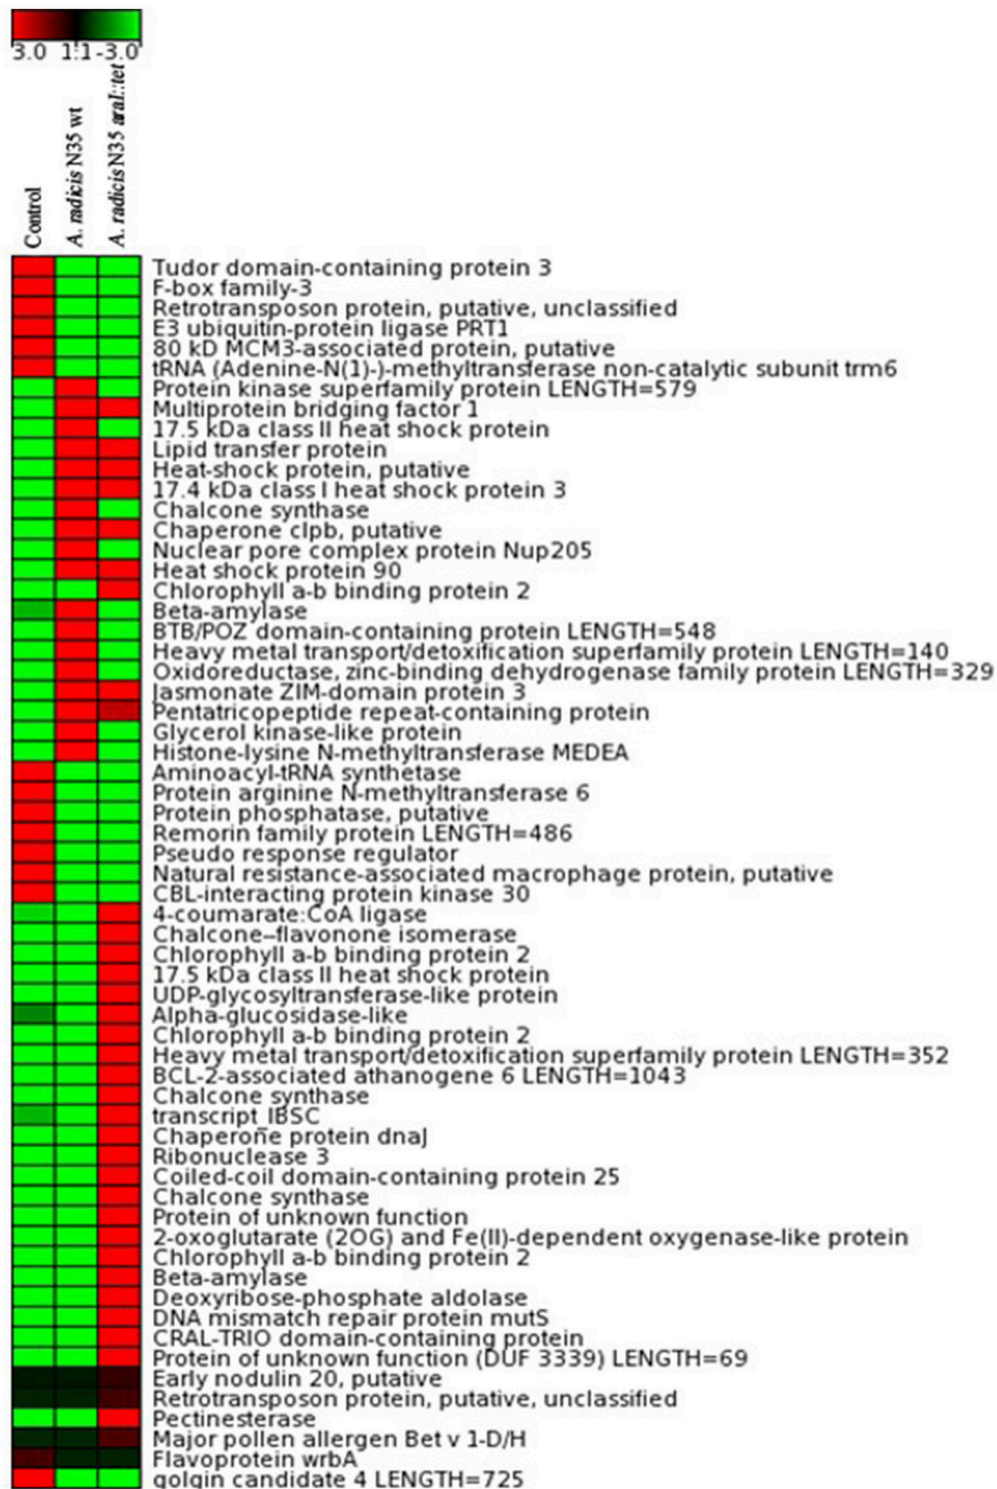 3.0 1:1 -3.0
Control
A. radicis N35 wt
A. radicis N35 araI::tet
Tudor domain-containing protein 3
F-box family-3
Retrotransposon protein, putative, unclassified
E3 ubiquitin-protein ligase PRT1
80 kD MCM3-associated protein, putative
tRNA (Adenine-N(1)-)-methyltransferase non-catalytic subunit trm6
Protein kinase superfamily protein LENGTH=579
Multiprotein bridging factor 1
17.5 kDa class II heat shock protein
Lipid transfer protein
Heat-shock protein, putative
17.4 kDa class I heat shock protein 3
Chalcone synthase
Chaperone clpb, putative
Nuclear pore complex protein Nup205
Heat shock protein 90
Chlorophyll a-b binding protein 2
Beta-amylase
BTB/POZ domain-containing protein LENGTH=548
Heavy metal transport/detoxification superfamily protein LENGTH=140
Oxidoreductase, zinc-binding dehydrogenase family protein LENGTH=329
Jasmonate ZIM-domain protein 3
Pentatricopeptide repeat-containing protein
Glycerol kinase-like protein
Histone-lysine N-methyltransferase MEDEA
Aminoacyl-tRNA synthetase
Protein arginine N-methyltransferase 6
Protein phosphatase, putative
Remorin family protein LENGTH=486
Pseudo response regulator
Natural resistance-associated macrophage protein, putative
CBL-interacting protein kinase 30
4-coumarate:CoA ligase
Chalcone--flavonone isomerase
Chlorophyll a-b binding protein 2
17.5 kDa class II heat shock protein
UDP-glycosyltransferase-like protein
Alpha-glucosidase-like
Chlorophyll a-b binding protein 2
Heavy metal transport/detoxification superfamily protein LENGTH=352
BCL-2-associated athanogene 6 LENGTH=1043
Chalcone synthase
transcript_IBSC
Chaperone protein dnaJ
Ribonuclease 3
Coiled-coil domain-containing protein 25
Chalcone synthase
Protein of unknown function
2-oxoglutarate (2OG) and Fe(II)-dependent oxygenase-like protein
Chlorophyll a-b binding protein 2
Beta-amylase
Deoxyribose-phosphate aldolase
DNA mismatch repair protein mutS
CRAL-TRIO domain-containing protein
Protein of unknown function (DUF 3339) LENGTH=69
Early nodulin 20, putative
Retrotransposon protein, putative, unclassified
Pectinesterase
Major pollen allergen Bet v 1-D/H
Flavoprotein wrbA
golgin candidate 4 LENGTH=725